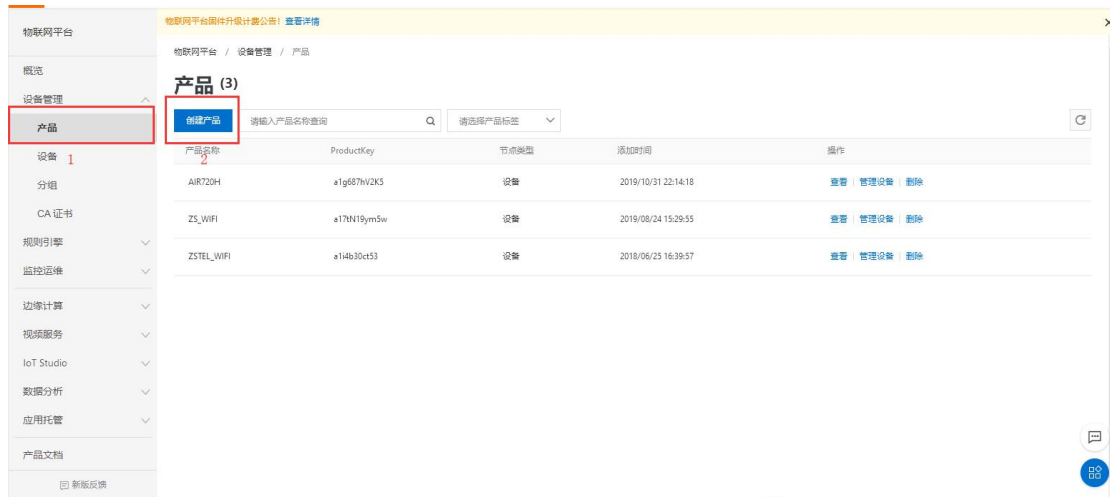 物联网平台固件升级计费公告！查看详情
物联网平台
物联网平台 / 设备管理 / 产品
概览
产品 (3)
设备管理
创建产品 请输入产品名称查询 请选择产品标签
产品
产品名称 ProductKey 节点类型 添加时间 操作
设备 1
2
AIR720H a1g687hV2K5 设备 2019/10/31 22:14:18 查看 管理设备 删除
分组
CA 证书
ZS_WIFI a17tN19ym5w 设备 2019/08/24 15:29:55 查看 管理设备 删除
规则引擎
ZSTEL_WIFI a1i4b30ct53 设备 2018/06/25 16:39:57 查看 管理设备 删除
监控运维
边缘计算
视频服务
IoT Studio
数据分析
应用托管
产品文档
新版反馈